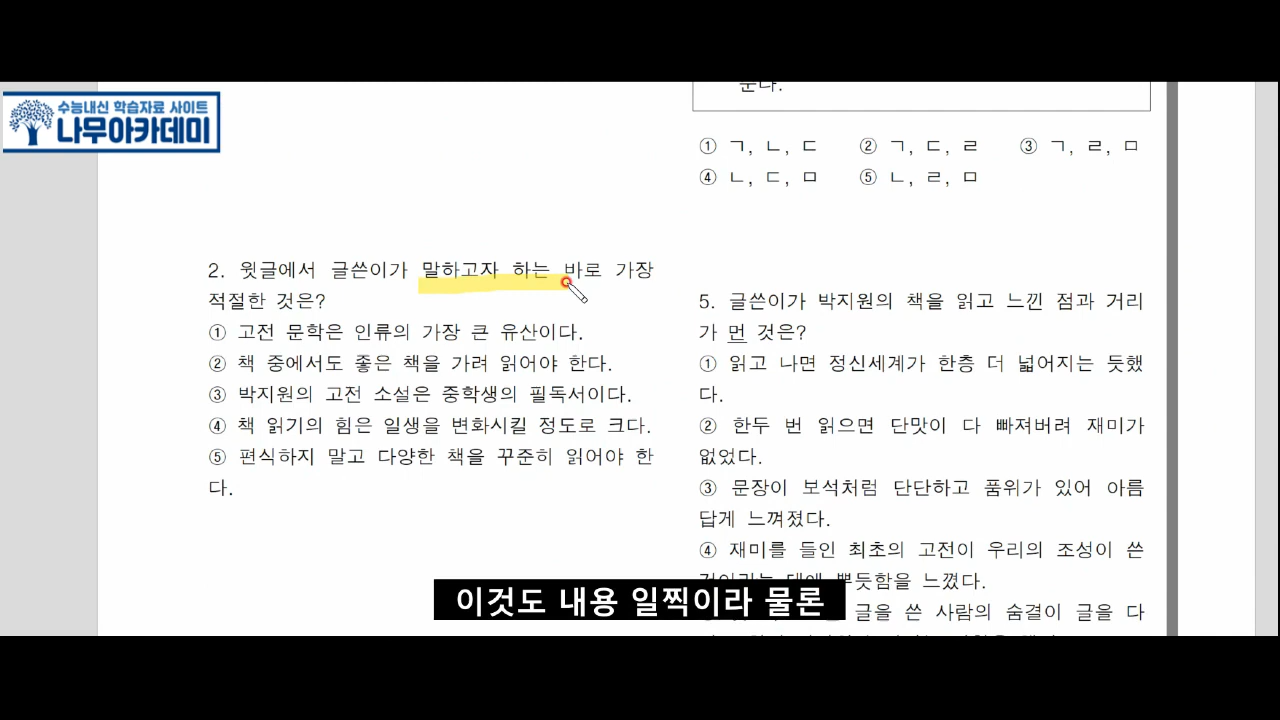 수능내신 학습자료 사이트
나무아카데미
2. 윗글에서 글쓴이가 말하고자 하는 바로 가장
적절한 것은?
① 고전 문학은 인류의 가장 큰 유산이다.
② 책 중에서도 좋은 책을 가려 읽어야 한다.
③ 박지원의 고전 소설은 중학생의 필독서이다.
④ 책 읽기의 힘은 일생을 변화시킬 정도로 크다.
⑤ 편식하지 말고 다양한 책을 꾸준히 읽어야 한
다.
① ㄱ, ㄴ, ㄷ ② ㄱ, ㄷ, ㄹ ③ ㄱ, ㄹ, ㅁ
④ ㄴ, ㄷ, ㅁ ⑤ ㄴ, ㄹ, ㅁ
5. 글쓴이가 박지원의 책을 읽고 느낀 점과 거리
가 먼 것은?
① 읽고 나면 정신세계가 한층 더 넓어지는 듯했
다.
② 한두 번 읽으면 단맛이 다 빠져버려 재미가
없었다.
③ 문장이 보석처럼 단단하고 품위가 있어 아름
답게 느껴졌다.
④ 재미를 들인 최초의 고전이 우리의 조성이 쓴
뿌듯함을 느꼈다.
글을 쓴 사람의 숨결이 글을 다
이것도 내용 일찍이라 물론